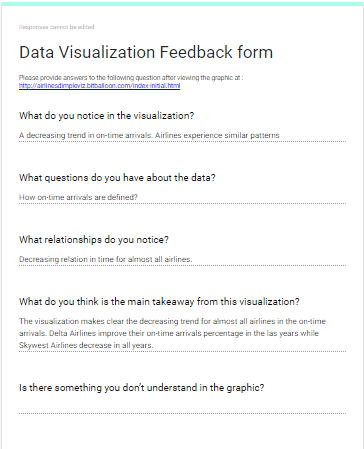 Responses cannot be edited
Data Visualization Feedback form
Please provide answers to the following question after viewing the graphic at :
http://airlinesdimpleviz.bitballoon.com/index-initial.html
What do you notice in the visualization?
A decreasing trend in on-time arrivals. Airlines experience similar patterns
What questions do you have about the data?
How on-time arrivals are defined?
What relationships do you notice?
Decreasing relation in time for almost all airlines.
What do you think is the main takeaway from this visualization?
The visualization makes clear the decreasing trend for almost all airlines in the on-time
arrivals. Delta Airlines improve their on-time arrivals percentage in the las years while
Skywest Airlines decrease in all years.
Is there something you don't understand in the graphic?